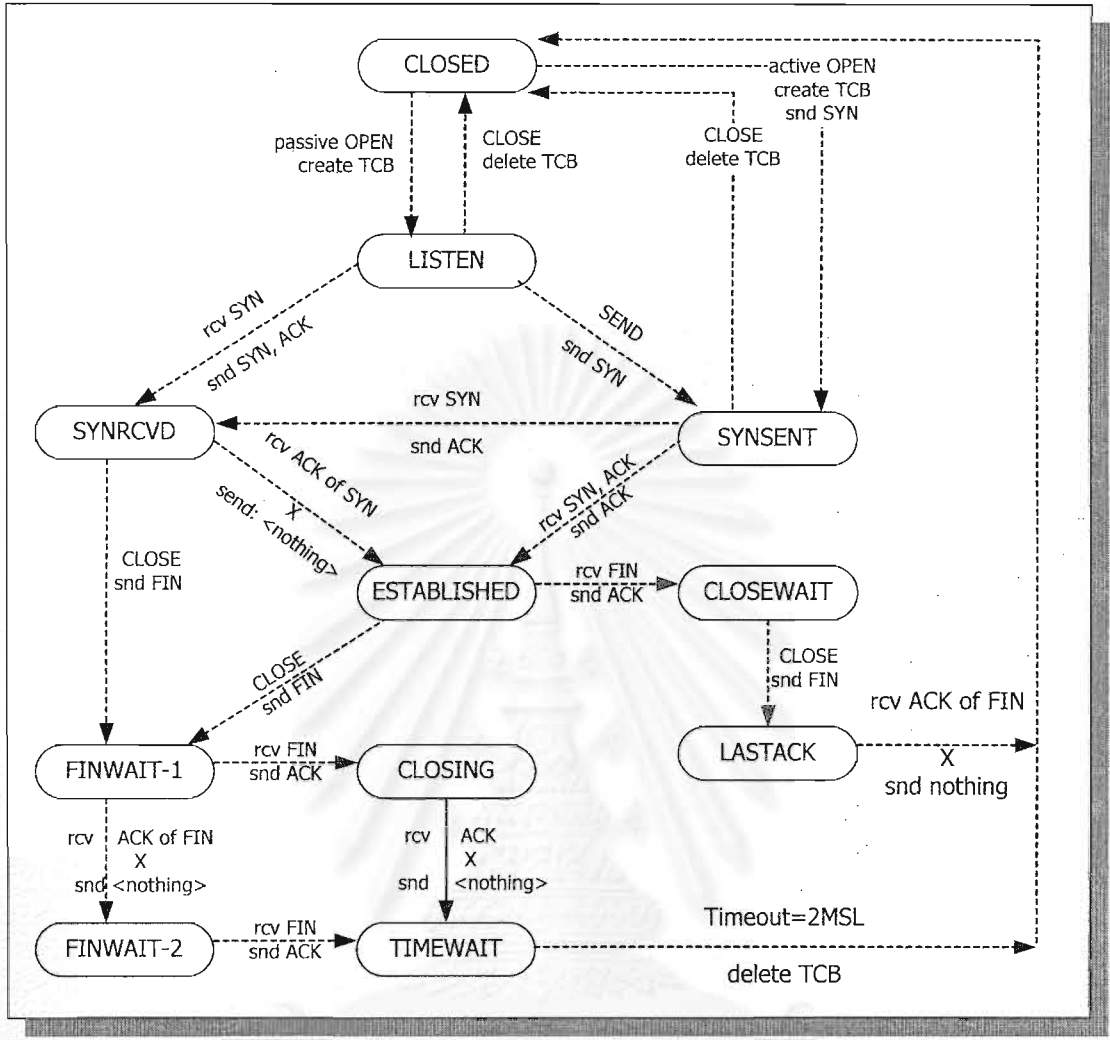 CLOSED
active OPEN
create TCB
snd SYN
passive OPEN
create TCB
CLOSE
delete TCB
CLOSE
delete TCB
LISTEN
rcv SYN
snd SYN, ACK
SEND
snd SYN
SYNRCVD
rcv SYN
snd ACK
SYNSENT
rcv ACK of SYN
X
send: <nothing>
rcv SYN, ACK
snd ACK
CLOSE
snd FIN
ESTABLISHED
rcv FIN
snd ACK
CLOSEWAIT
CLOSE
snd FIN
CLOSE
snd FIN
rcv ACK of FIN
X
snd nothing
LASTACK
FINWAIT-1
rcv FIN
snd ACK
CLOSING
rcv ACK of FIN
X
snd <nothing>
rcv ACK
X
snd <nothing>
FINWAIT-2
rcv FIN
snd ACK
TIMEWAIT
Timeout=2MSL
delete TCB